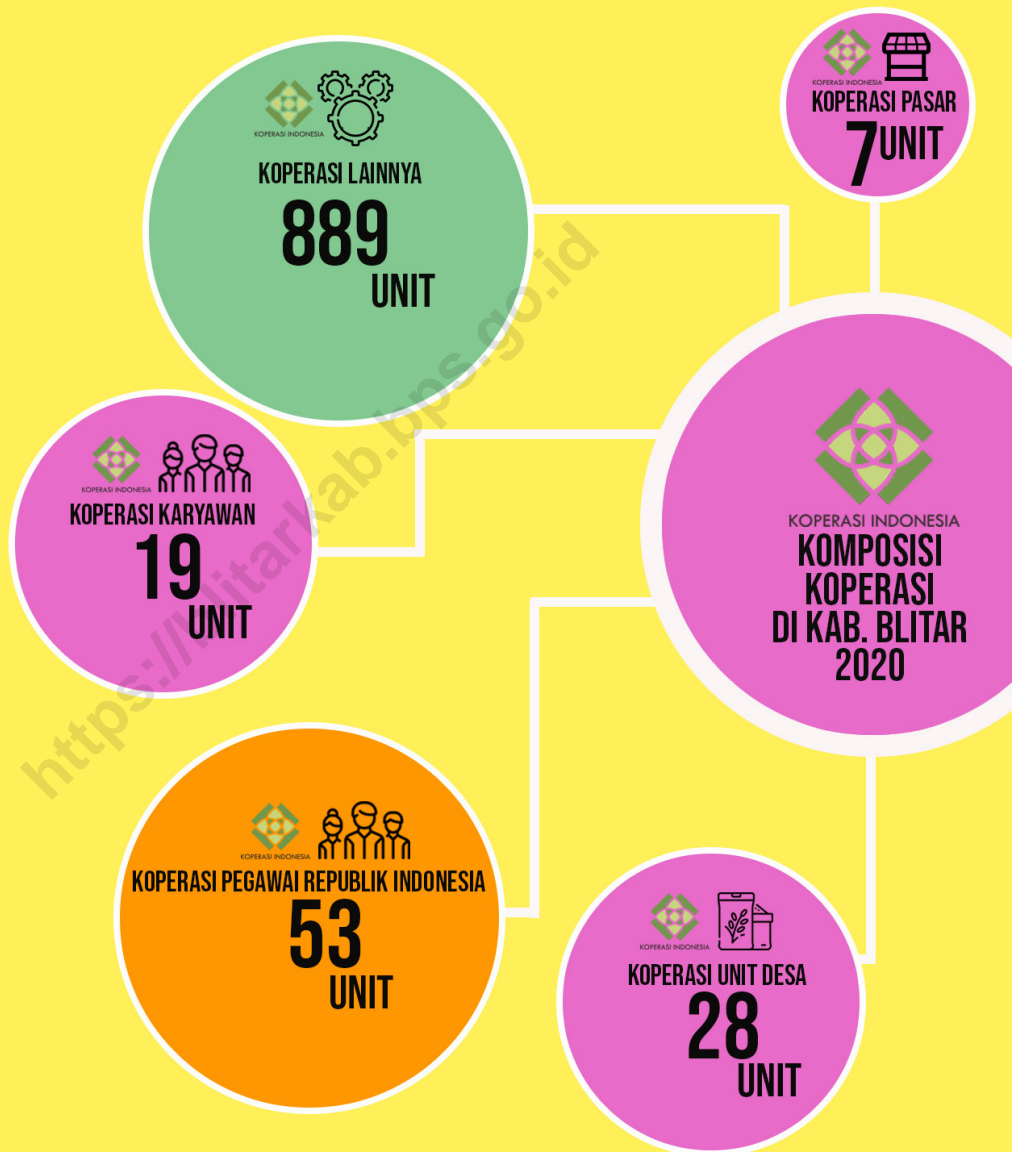 KOPERASI INDONESIA
KOPERASI PASAR
7 UNIT
KOPERASI INDONESIA
KOPERASI LAINNYA
889
UNIT
KOPERASI INDONESIA
KOPERASI KARYAWAN
19
UNIT
KOPERASI INDONESIA
KOMPOSISI
KOPERASI
DI KAB. BLITAR
2020
KOPERASI INDONESIA
KOPERASI PEGAWAI REPUBLIK INDONESIA
53
UNIT
KOPERASI INDONESIA
KOPERASI UNIT DESA
28
UNIT
https://blitarkab.bps.go.id